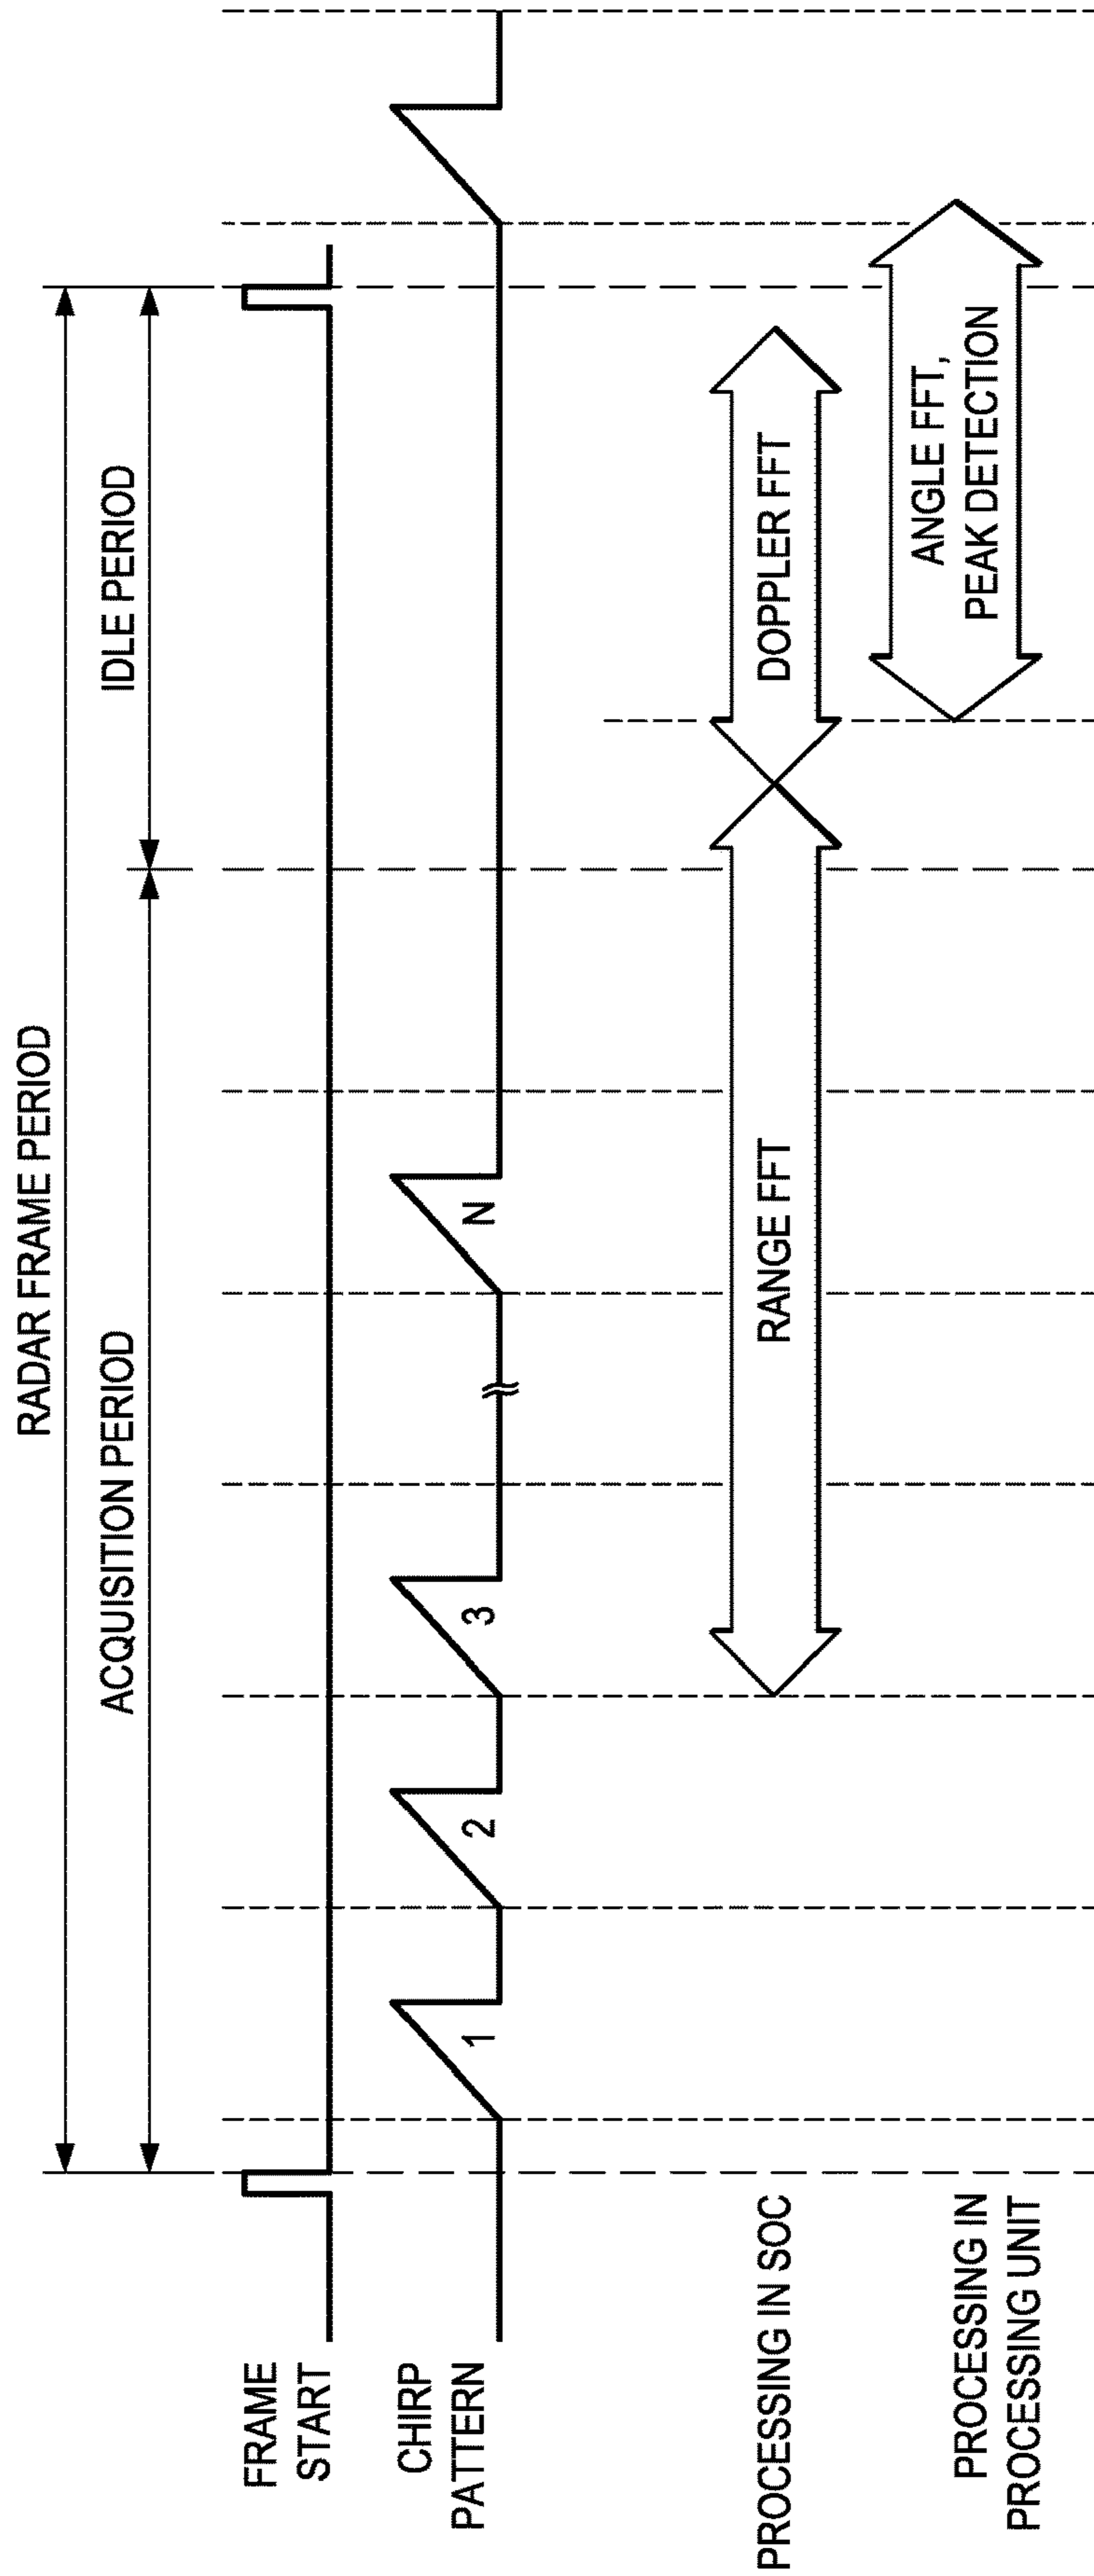 RADAR FRAME PERIOD
ACQUISITION PERIOD
IDLE PERIOD
FRAME
START
CHIRP
PATTERN
1
2
3
N
PROCESSING IN SOC
RANGE FFT
DOPPLER FFT
PROCESSING IN
PROCESSING UNIT
ANGLE FFT,
PEAK DETECTION